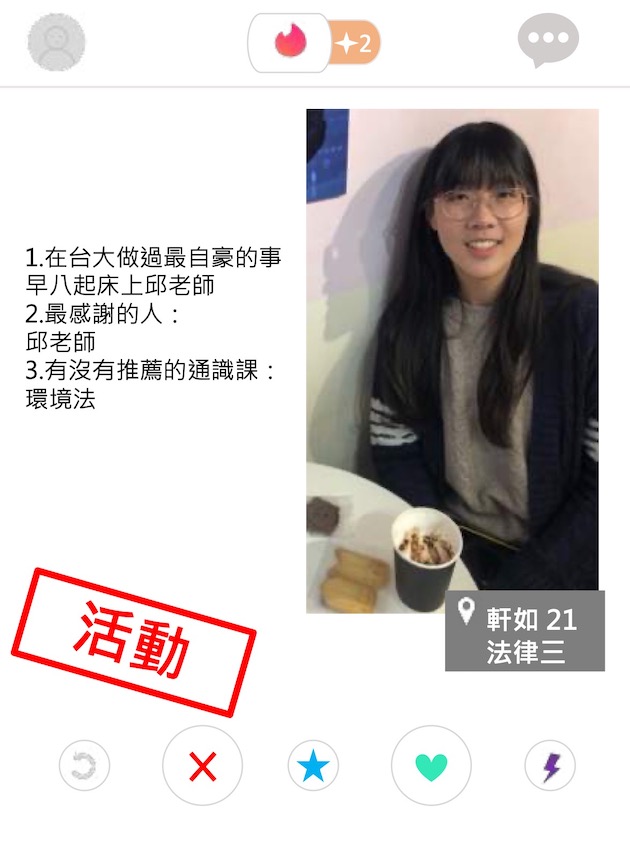 2
1.在台大做過最自豪的事
早八起床上邱老師
2.最感謝的人：
邱老師
3.有沒有推薦的通識課：
環境法
活動
軒如 21
法律三